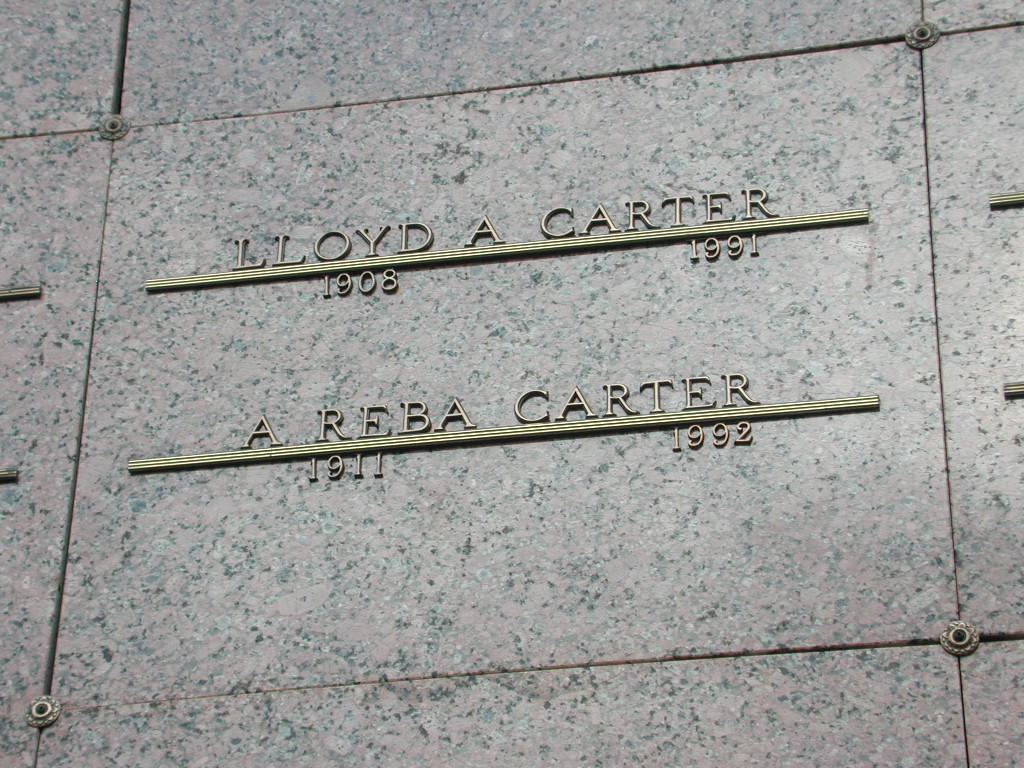 LLOYD A CARTER
1908 1991
A REBA CARTER
1911 1992